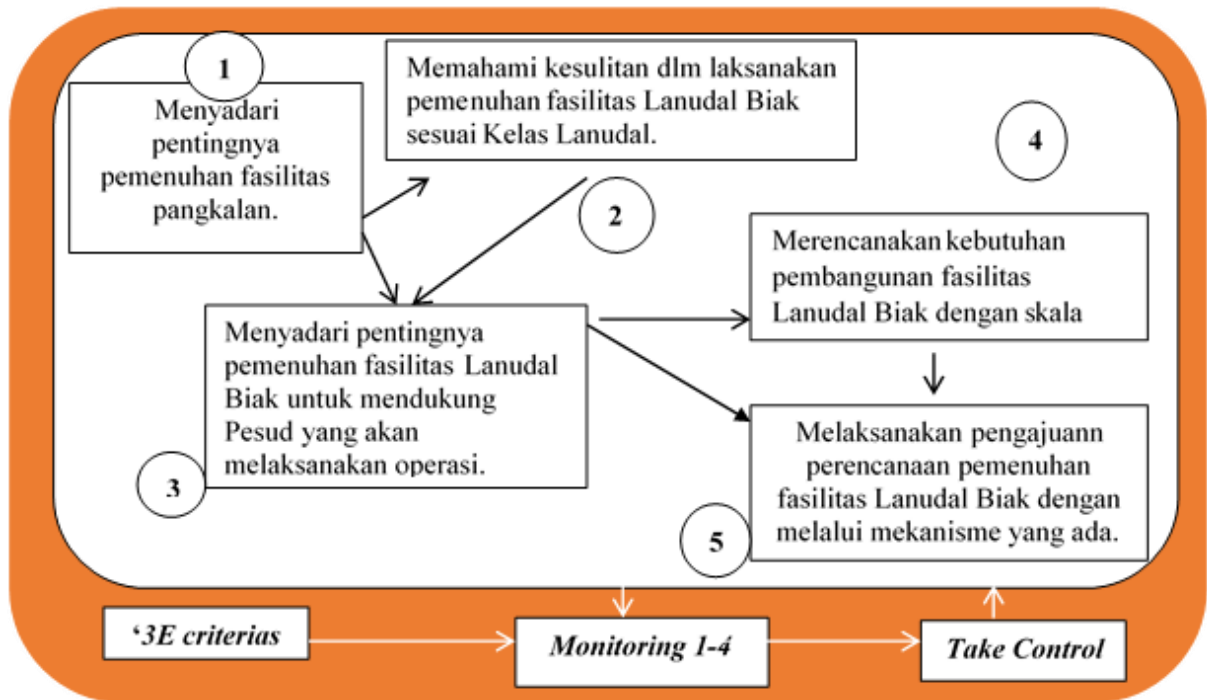 1
Menyadari
pentingnya
pemenuhan fasilitas
pangkalan.
Memahami kesulitan dlm laksanakan
pemenuhan fasilitas Lanudal Biak
sesuai Kelas Lanudal.
2
4
Merencanakan kebutuhan
pembangunan fasilitas
Lanudal Biak dengan skala
Menyadari pentingnya
pemenuhan fasilitas Lanudal
Biak untuk mendukung
Pesud yang akan
melaksanakan operasi.
3
Melaksanakan pengajuann
perencanaan pemenuhan
fasilitas Lanudal Biak dengan
melalui mekanisme yang ada.
5
‘3E criterias
Monitoring 1-4
Take Control